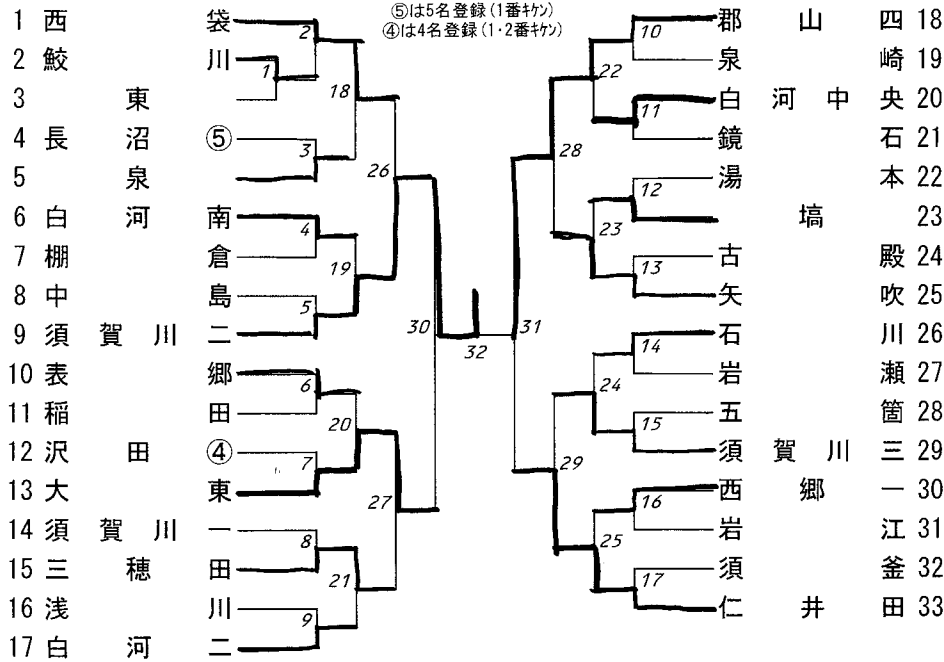 ⑤は5名登録(1番キケン)
④は4名登録(1・2番キケン)
1 西袋
2 鮫川
3 東
4 長沼 ⑤
5 泉
6 白河南
7 棚倉
8 中島
9 須賀川二
10 表郷
11 稲田
12 沢田 ④
13 大東
14 須賀川一
15 三穂田
16 浅川
17 白河二
1
2
3
4
5
6
7
8
9
18
19
20
21
26
27
30
32
31
28
29
22
23
24
25
10
11
12
13
14
15
16
17
郡山四 18
泉崎 19
白河中央 20
鏡石 21
湯本 22
塙 23
古殿 24
矢吹 25
石川 26
岩瀬 27
五箇 28
須賀川三 29
西郷一 30
岩江 31
須釜 32
仁井田 33